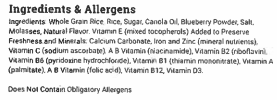 Ingredients & Allergens
Ingredients: Whole Grain Rice, Rice, Sugar, Canola Oil, Blueberry Powder, Salt,
Molasses, Natural Flavor. Vitamin E (mixed tocopherols) Added to Preserve
Freshness and Minerals: Calcium Carbonate, Iron and Zinc (mineral nutrients),
Vitamin C (sodium ascorbate), A B Vitamin (niacinamide), Vitamin B2 (riboflavin),
Vitamin B6 (pyridoxine hydrochloride), Vitamin B1 (thiamin mononitrate), Vitamin A
(palmitate), A B Vitamin (folic acid), Vitamin B12, Vitamin D3.
Does Not Contain Obligatory Allergens